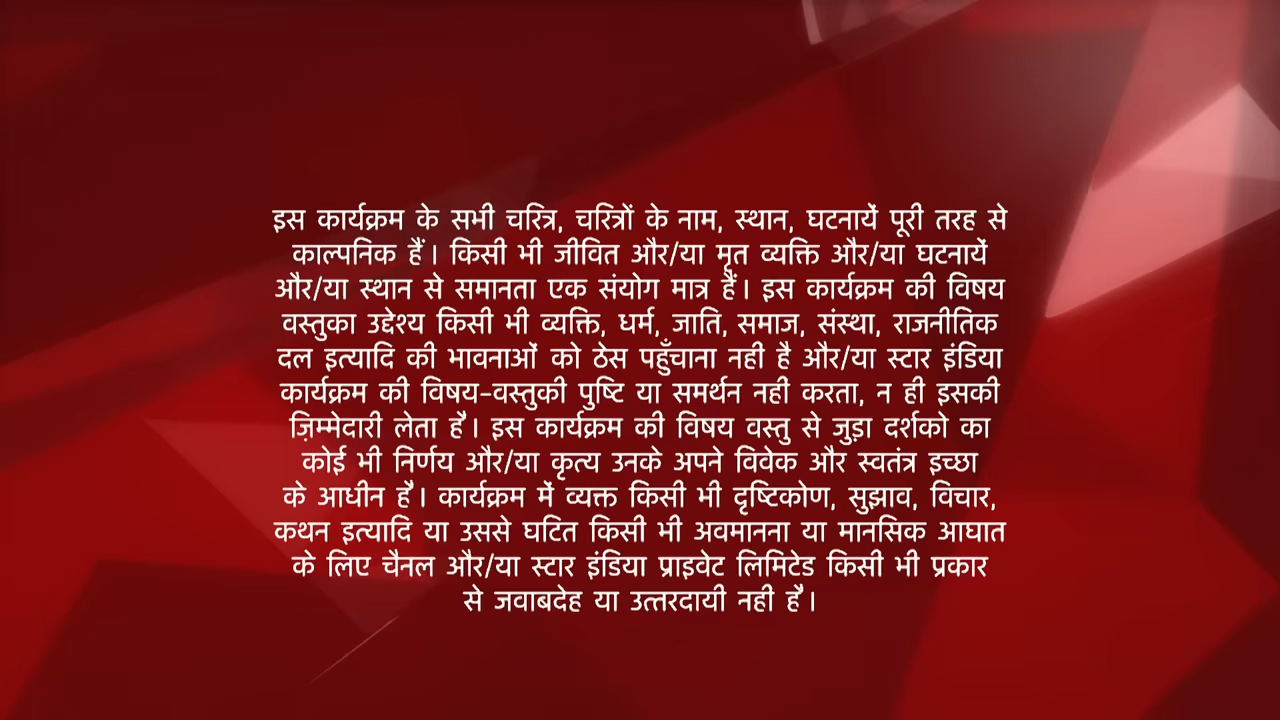 इस कार्यक्रम के सभी चरित्र, चरित्रों के नाम, स्थान, घटनायें पूरी तरह से
काल्पनिक हैं। किसी भी जीवित और/या मृत व्यक्ति और/या घटनायें
और/या स्थान से समानता एक संयोग मात्र हैं। इस कार्यक्रम की विषय
वस्तुका उद्देश्य किसी भी व्यक्ति, धर्म, जाति, समाज, संस्था, राजनीतिक
दल इत्यादि की भावनाओं को ठेस पहुँचाना नही है और/या स्टार इंडिया
कार्यक्रम की विषय-वस्तुकी पुष्टि या समर्थन नही करता, न ही इसकी
ज़िम्मेदारी लेता हैं। इस कार्यक्रम की विषय वस्तु से जुड़ा दर्शको का
कोई भी निर्णय और/या कृत्य उनके अपने विवेक और स्वतंत्र इच्छा
के आधीन हैं। कार्यक्रम में व्यक्त किसी भी दृष्टिकोण, सुझाव, विचार,
कथन इत्यादि या उससे घटित किसी भी अवमानना या मानसिक आघात
के लिए चैनल और/या स्टार इंडिया प्राइवेट लिमिटेड किसी भी प्रकार
से जवाबदेह या उत्तरदायी नही हैं।